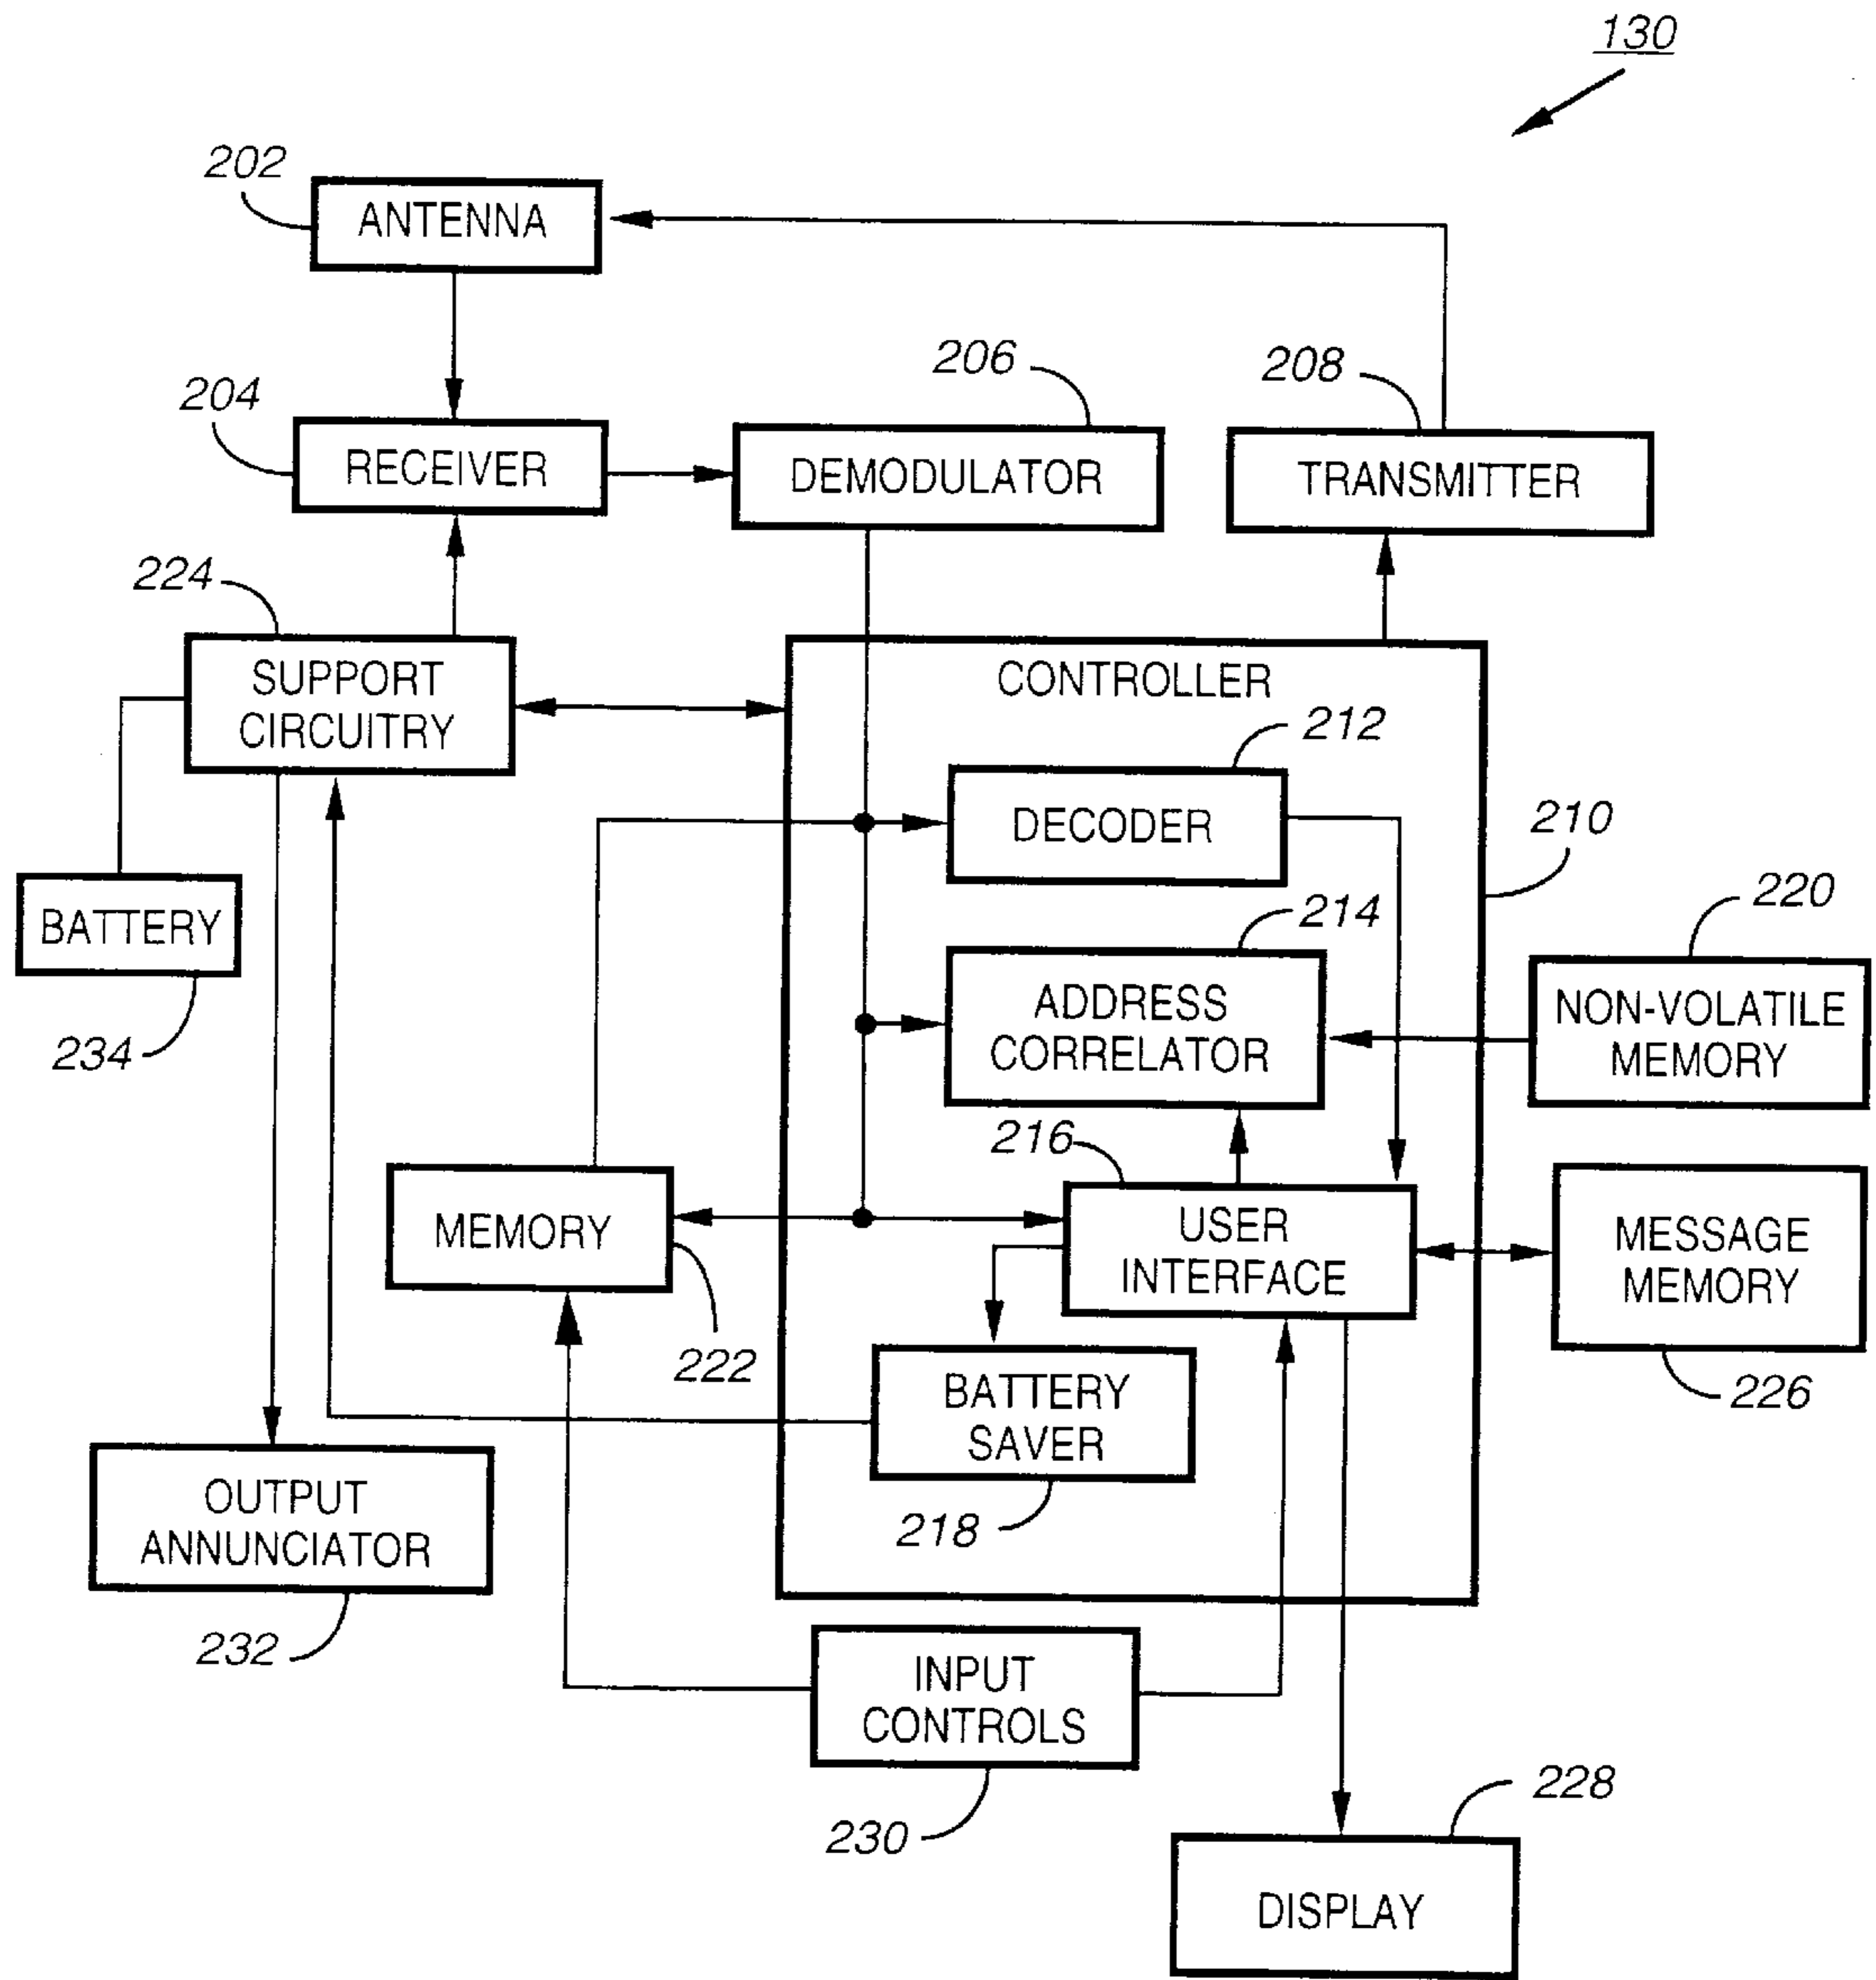 130
202
ANTENNA
206
208
204
RECEIVER
DEMODULATOR
TRANSMITTER
224
SUPPORT
CIRCUITRY
CONTROLLER
212
DECODER
210
BATTERY
234
214
220
ADDRESS
CORRELATOR
NON-VOLATILE
MEMORY
216
MEMORY
222
USER
INTERFACE
MESSAGE
MEMORY
226
BATTERY
SAVER
218
OUTPUT
ANNUNCIATOR
232
INPUT
CONTROLS
230
228
DISPLAY